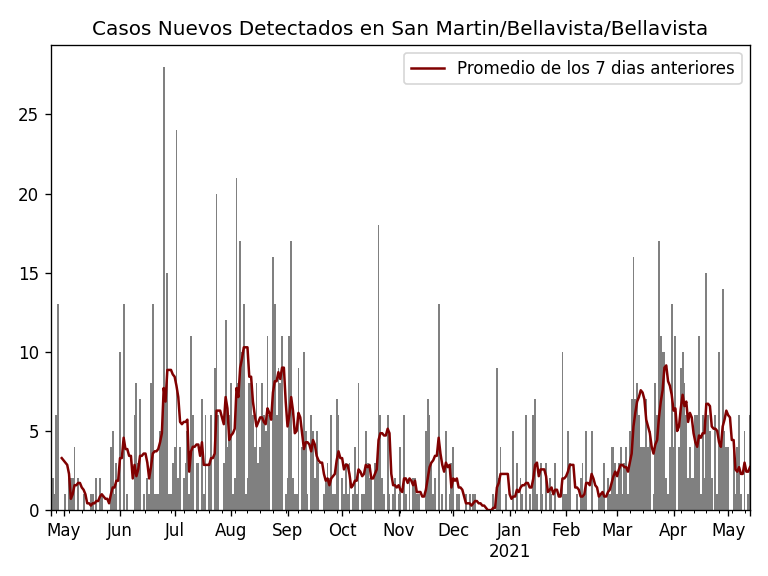 Casos Nuevos Detectados en San Martin/Bellavista/Bellavista
Promedio de los 7 dias anteriores
25
20
15
10
5
0
May Jun Jul Aug Sep Oct Nov Dec Jan Feb Mar Apr May
2021